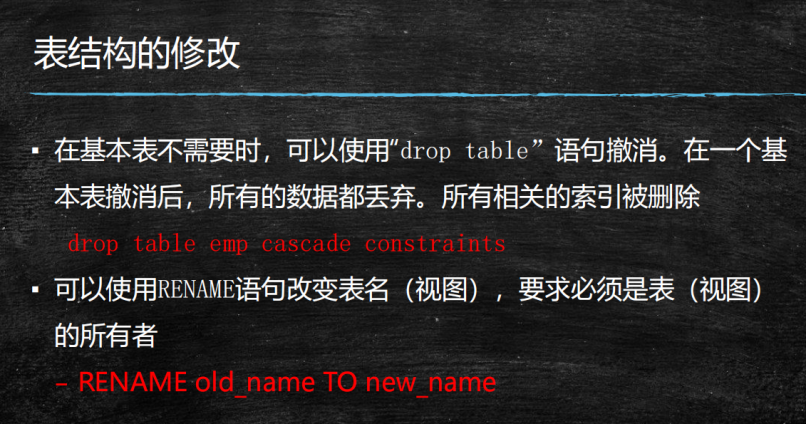 表结构的修改
▪ 在基本表不需要时，可以使用“drop table”语句撤消。在一个基
本表撤消后，所有的数据都丢弃。所有相关的索引被删除
drop table emp cascade constraints
▪ 可以使用RENAME语句改变表名（视图），要求必须是表（视图）
的所有者
– RENAME old_name TO new_name